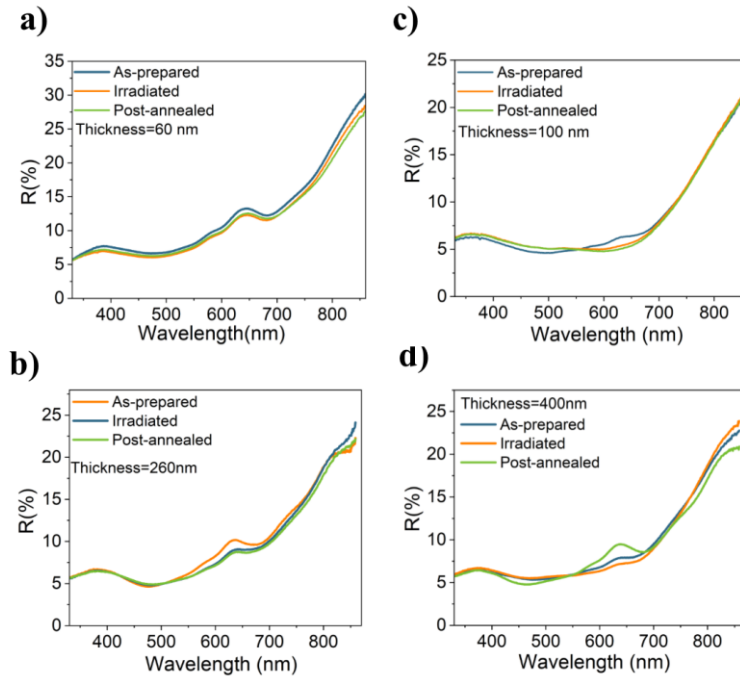 a)
35
30
25
20
15
10
5
0
R(%)
As-prepared
Irradiated
Post-annealed
Thickness=60 nm
400 500 600 700 800
Wavelength(nm)
c)
25
20
15
10
5
0
R(%)
As-prepared
Irradiated
Post-annealed
Thickness=100 nm
400 500 600 700 800
Wavelength (nm)
b)
25
20
15
10
5
0
R(%)
As-prepared
Irradiated
Post-annealed
Thickness=260nm
400 500 600 700 800
Wavelength (nm)
d)
25
20
15
10
5
0
R(%)
Thickness=400nm
As-prepared
Irradiated
Post-annealed
400 500 600 700 800
Wavelength (nm)